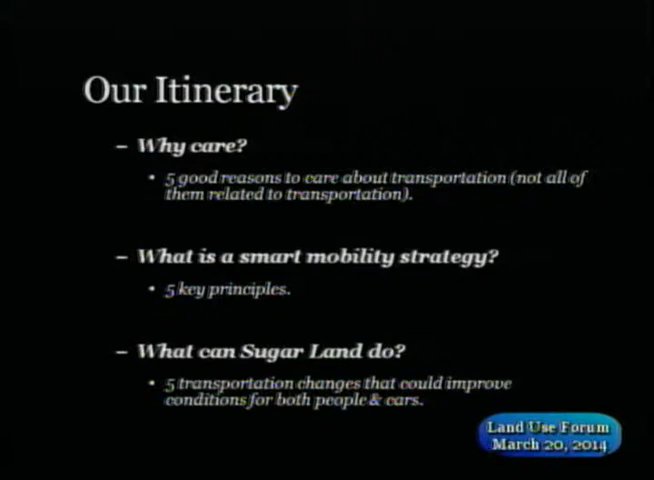 Our Itinerary
– Why care?
• 5 good reasons to care about transportation (not all of
them related to transportation).
– What is a smart mobility strategy?
• 5 key principles.
– What can Sugar Land do?
• 5 transportation changes that could improve
conditions for both people & cars.
Land Use Forum
March 20, 2014